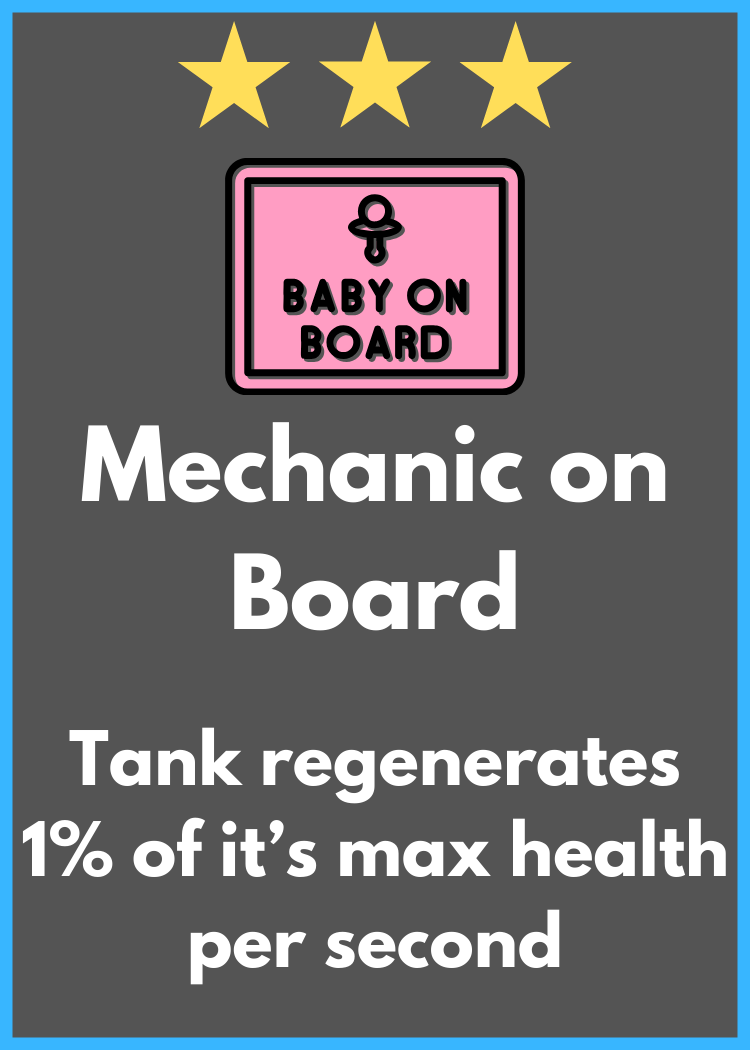 BABY ON
BOARD
Mechanic on
Board
Tank regenerates
1% of it’s max health
per second